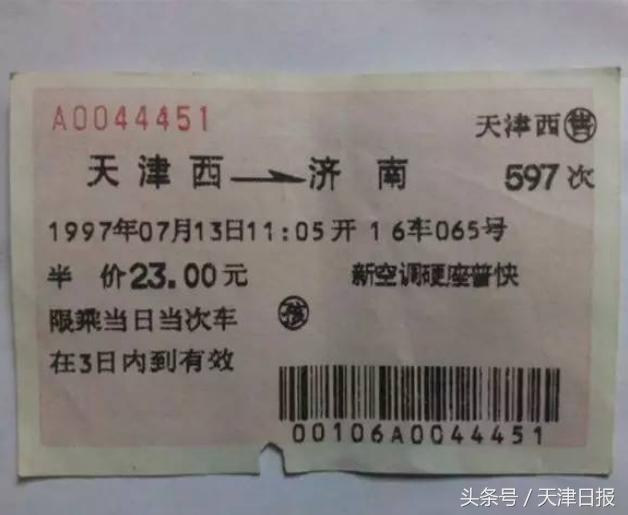 A0044451
天津西售
天津西→济南 597次
1997年07月13日11:05开 16车065号
半价23.00元 新空调硬座普快
限乘当日当次车 孩
在3日内到有效
00106A0044451
头条号/天津日报